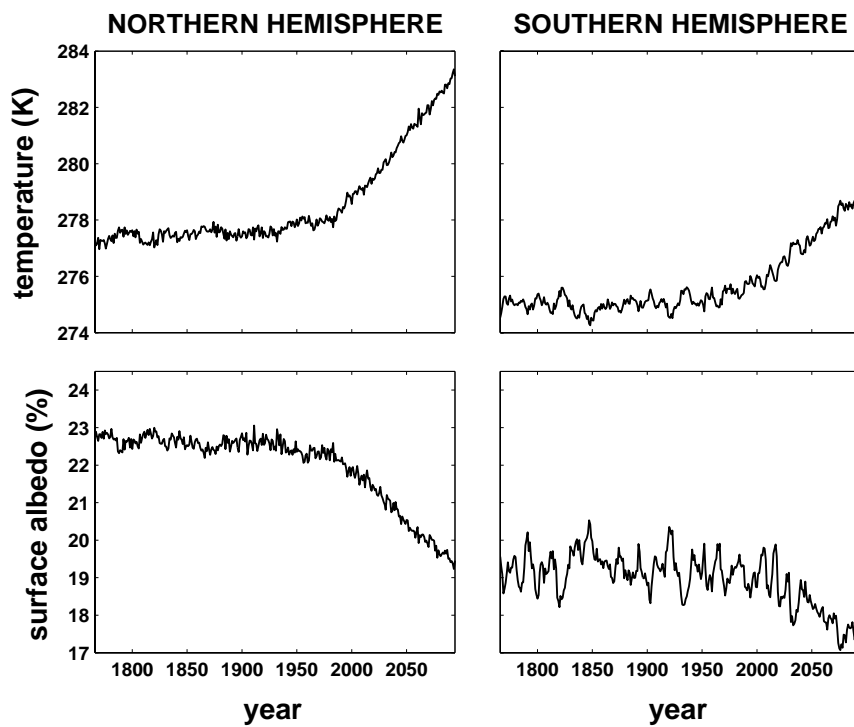 NORTHERN HEMISPHERE
SOUTHERN HEMISPHERE
temperature (K)
284
282
280
278
276
274
surface albedo (%)
24
23
22
21
20
19
18
17
1800 1850 1900 1950 2000 2050
1800 1850 1900 1950 2000 2050
year
year